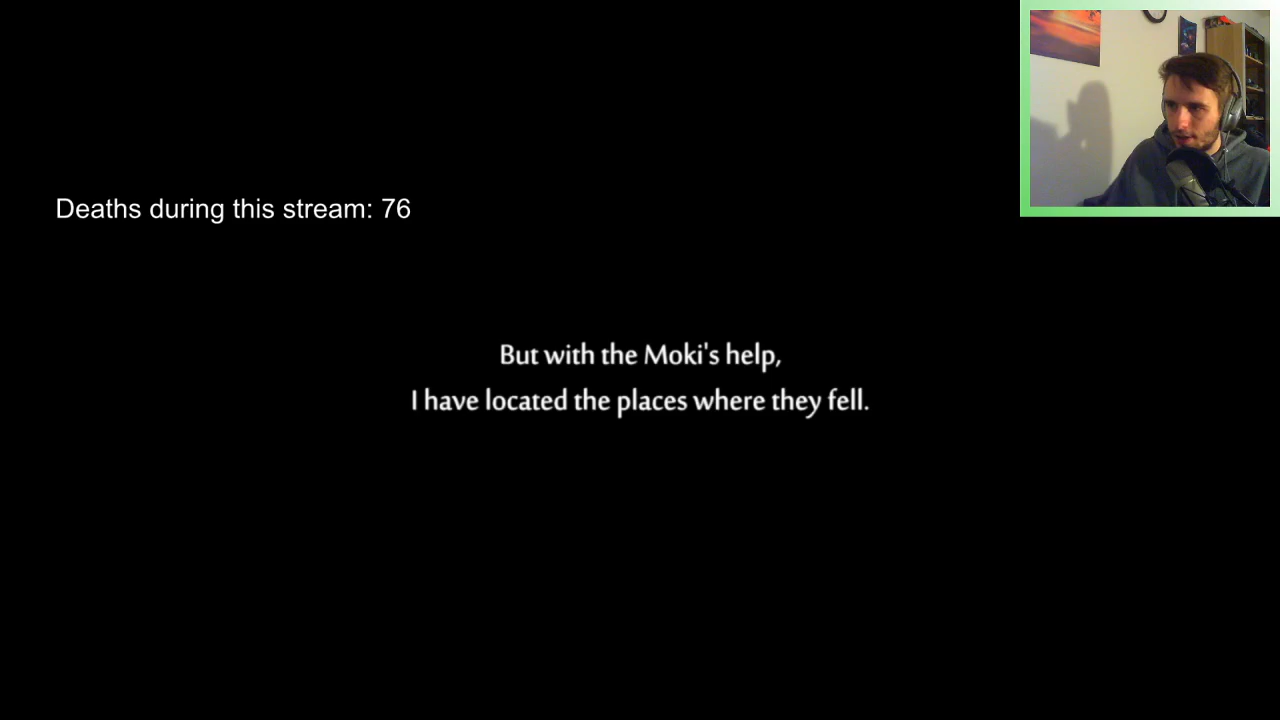 Deaths during this stream: 76
But with the Moki's help,
I have located the places where they fell.